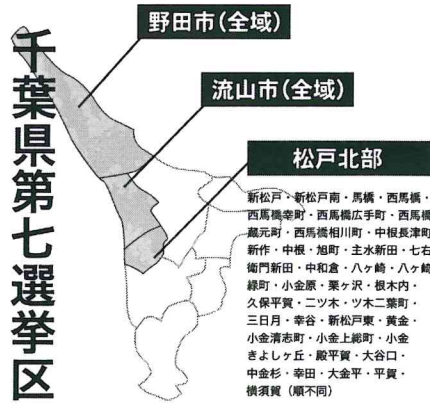 千葉県第七選挙区
野田市(全域)
流山市(全域)
松戸北部
新松戸・新松戸南・馬橋・西馬橋・
西馬橋幸町・西馬橋広手町・西馬橋
蔵元町・西馬橋相川町・中根長津町
新作・中根・旭町・主水新田・七右
衛門新田・中和倉・八ヶ崎・八ヶ崎
緑町・小金原・栗ヶ沢・根木内・
久保平賀・二ツ木・ツ木二葉町・
三日月・幸谷・新松戸東・黄金・
小金清志町・小金上総町・小金
きよしヶ丘・殿平賀・大谷口・
中金杉・幸田・大金平・平賀・
横須賀(順不同)